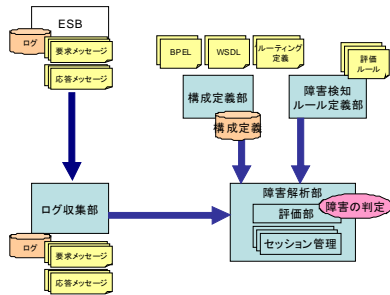 ESB
ログ
要求メッセージ
応答メッセージ
BPEL
WSDL
ルーティング
定義
評価
ルール
構成定義部
構成定義
障害検知
ルール定義部
ログ収集部
ログ
要求メッセージ
応答メッセージ
障害解析部
評価部
障害の判定
セッション管理